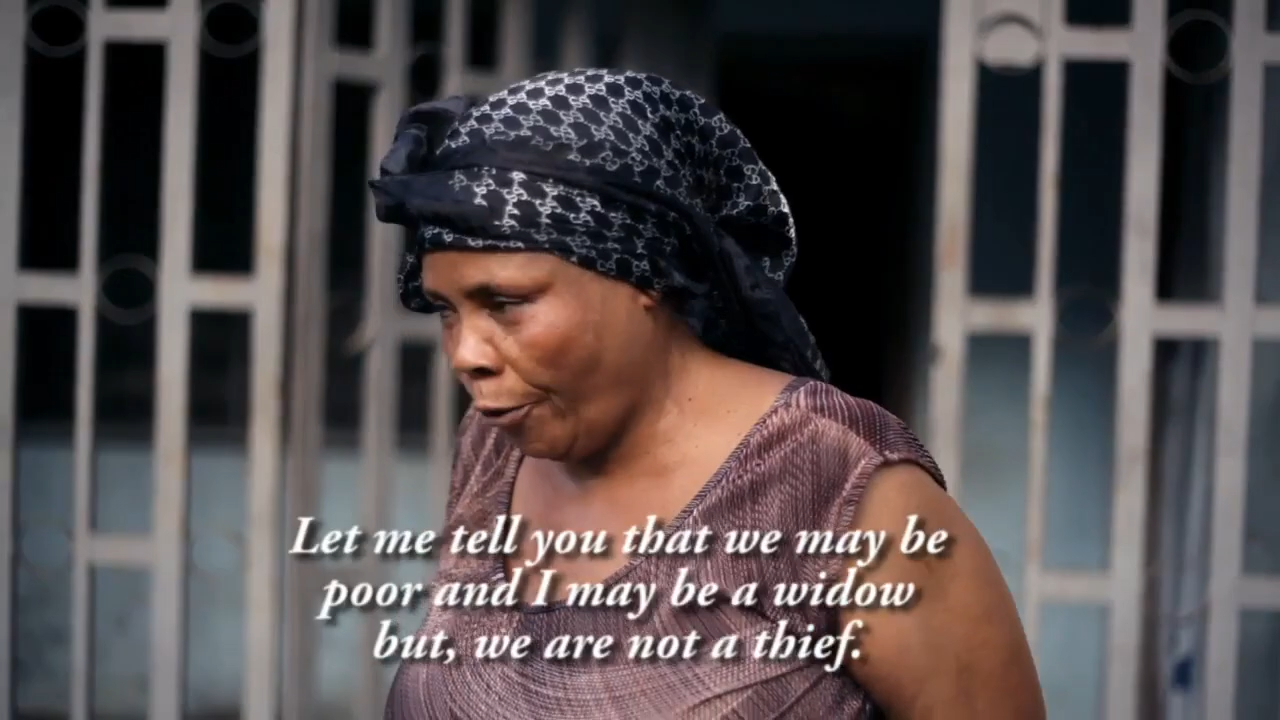 Let me tell you that we may be
poor and I may be a widow
but, we are not a thief.